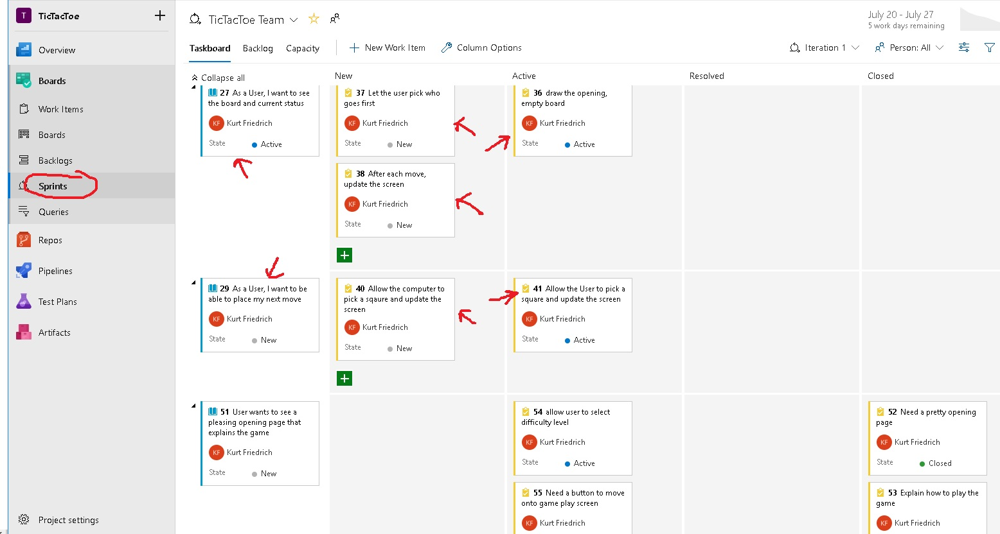 T TicTacToe +
Overview
Boards
Work Items
Boards
Backlogs
Sprints
Queries
Repos
Pipelines
Test Plans
Artifacts
Project settings
TicTacToe Team
July 20 - July 27
5 work days remaining
Taskboard Backlog Capacity + New Work Item Column Options Iteration 1 Person: All
Collapse all New Active Resolved Closed
27 As a User, I want to see
the board and current status
KF Kurt Friedrich
State Active
37 Let the user pick who
goes first
KF Kurt Friedrich
State New
36 draw the opening,
empty board
KF Kurt Friedrich
State Active
38 After each move,
update the screen
KF Kurt Friedrich
State New
+
29 As a User, I want to be
able to place my next move
KF Kurt Friedrich
State New
40 Allow the computer to
pick a sqaure and update the
screen
KF Kurt Friedrich
State New
+
41 Allow the User to pick a
square and update the screen
KF Kurt Friedrich
State Active
51 User wants to see a
pleasing opening page that
explains the game
KF Kurt Friedrich
State New
54 allow user to select
difficulty level
KF Kurt Friedrich
State Active
55 Need a button to move
onto game play screen
KF Kurt Friedrich
52 Need a pretty opening
page
KF Kurt Friedrich
State Closed
53 Explain how to play the
game
KF Kurt Friedrich